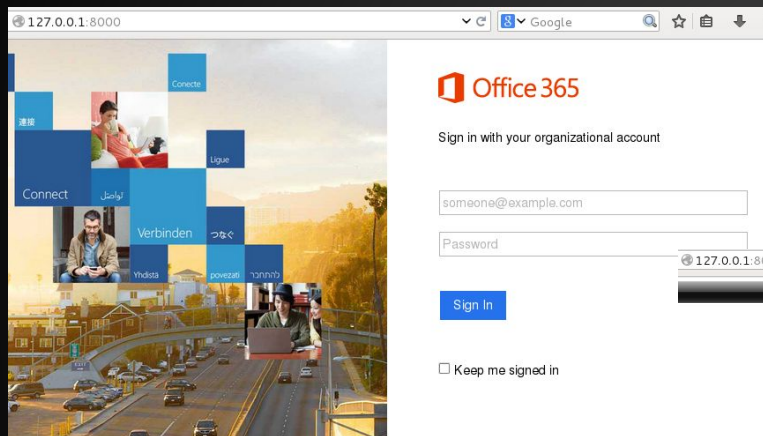 127.0.0.1:8000
Google
Conecte
連接
Ligue
Connect
تواصل
Verbinden
つなぐ
Yhdistä
povezati
להתחבר
Office 365
Sign in with your organizational account
someone@example.com
Password
127.0.0.1:80
Sign In
Keep me signed in